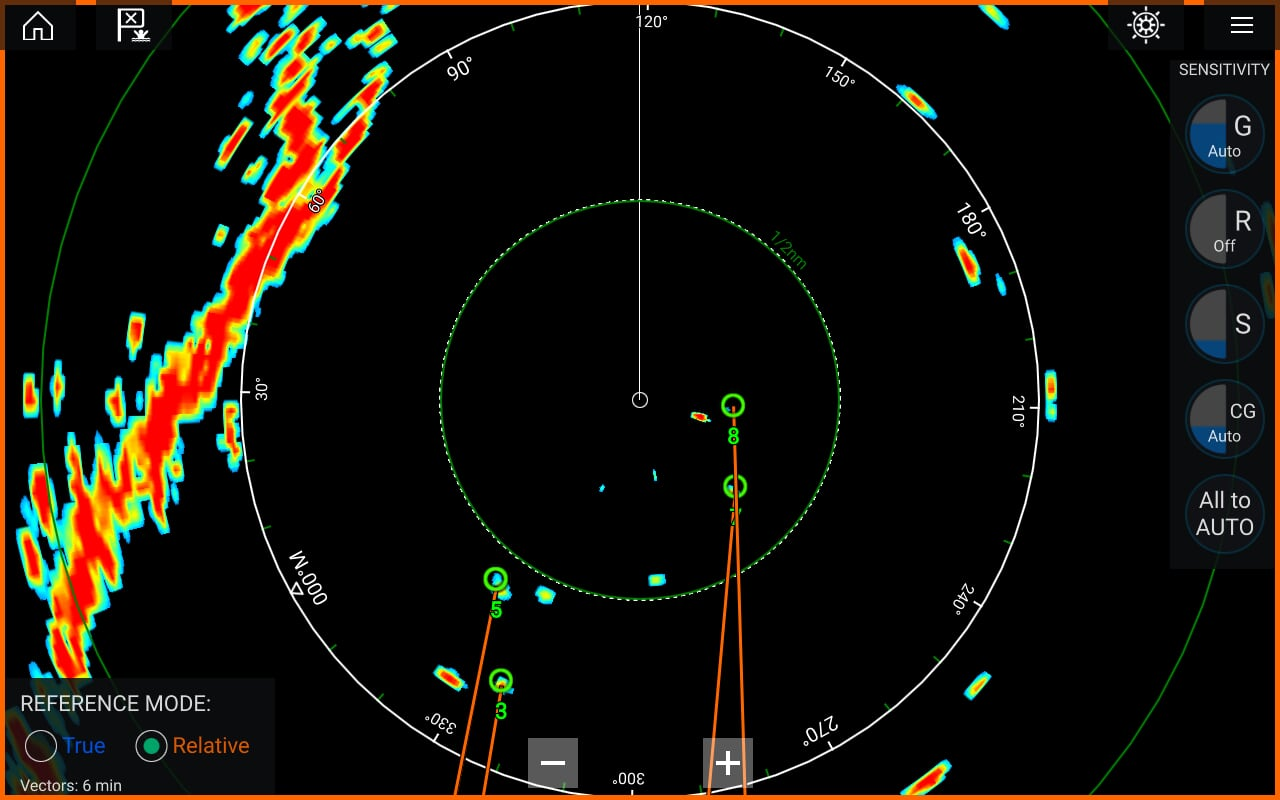 120°
90°
150°
SENSITIVITY
G
Auto
60°
180°
R
Off
1/2nm
S
30°
210°
8
CG
Auto
7
All to
AUTO
000°M
5
240°
3
330°
270°
300°
REFERENCE MODE:
True
Relative
Vectors: 6 min
−
+